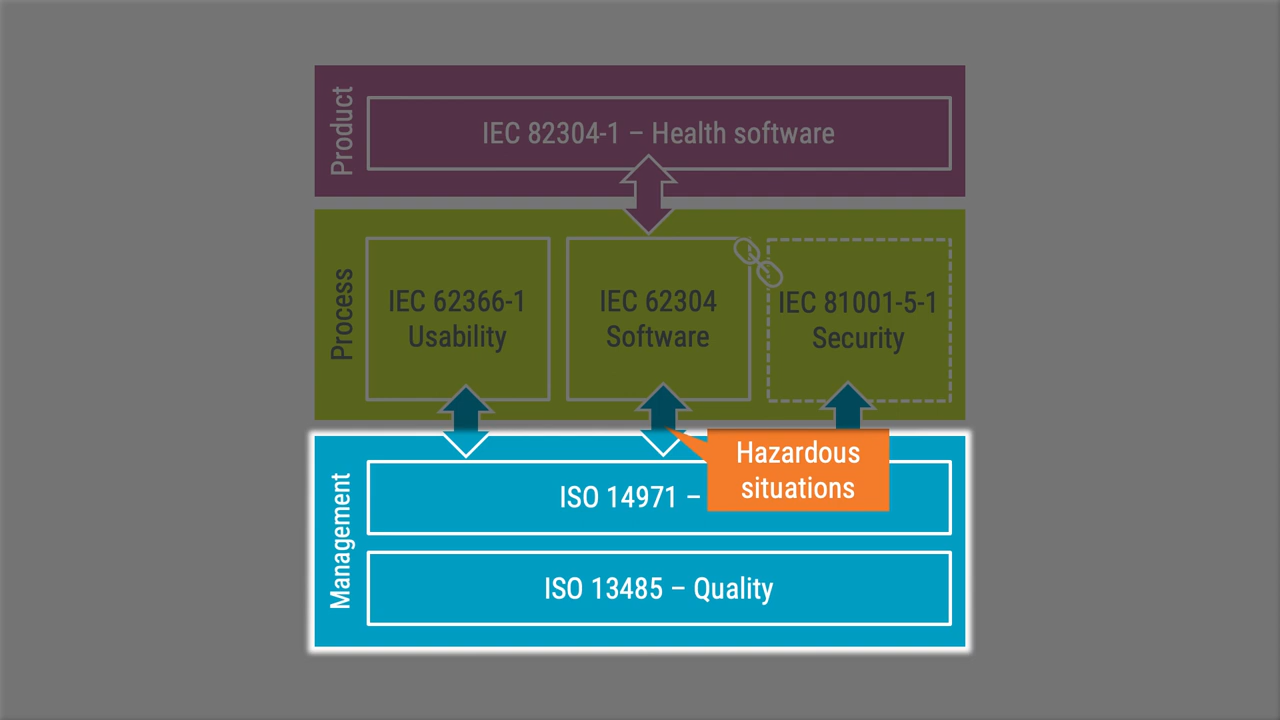 Product
IEC 82304-1 – Health software
Process
IEC 62366-1
Usability
IEC 62304
Software
IEC 81001-5-1
Security
Hazardous
situations
Management
ISO 14971 –
ISO 13485 – Quality